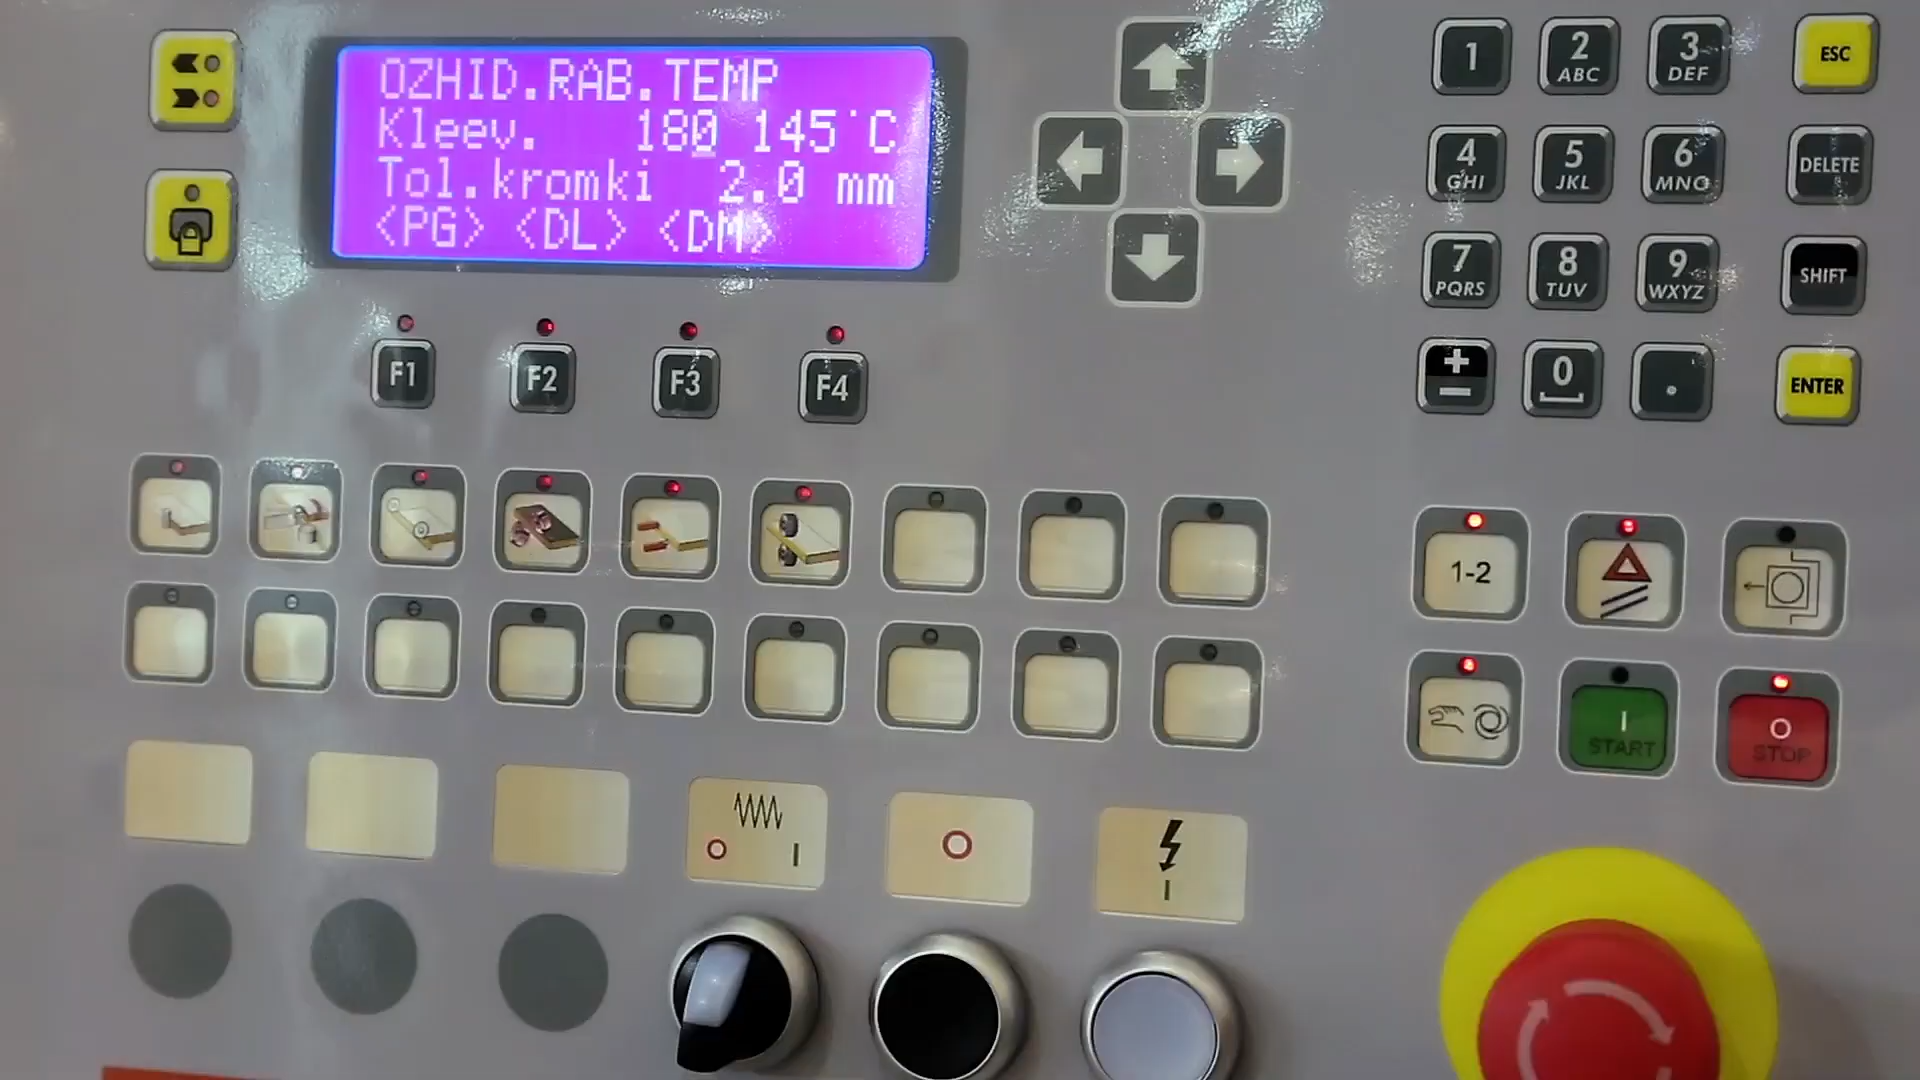 OZHID.RAB.TEMP
Kleev. 180 145°C
Tol.kromki 2.0 mm
<PG> <DL> <DM>
F1 F2 F3 F4
1 2 ABC 3 DEF ESC
4 GHI 5 JKL 6 MNO DELETE
7 PQRS 8 TUV 9 WXYZ SHIFT
+ - 0 . ENTER
1-2
I START
O STOP
O I
O
I